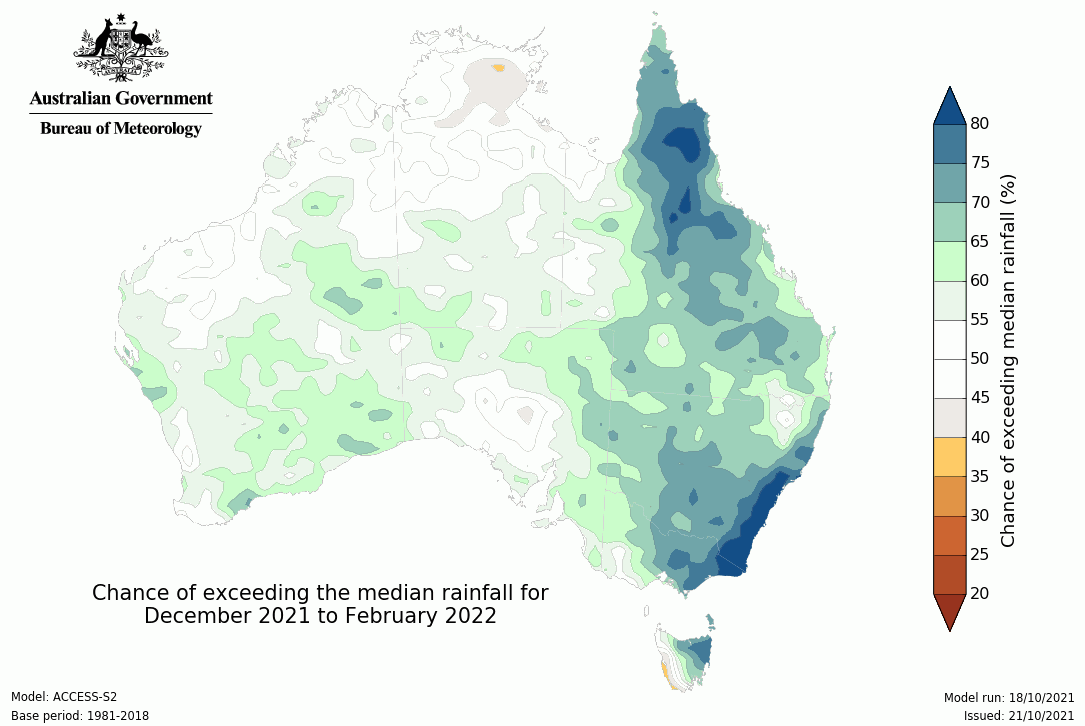 AUSTRALIA
Australian Government
Bureau of Meteorology
80
75
70
65
60
55
50
45
40
35
30
25
20
Chance of exceeding median rainfall (%)
Chance of exceeding the median rainfall for
December 2021 to February 2022
Model: ACCESS-S2
Base period: 1981-2018
Model run: 18/10/2021
Issued: 21/10/2021